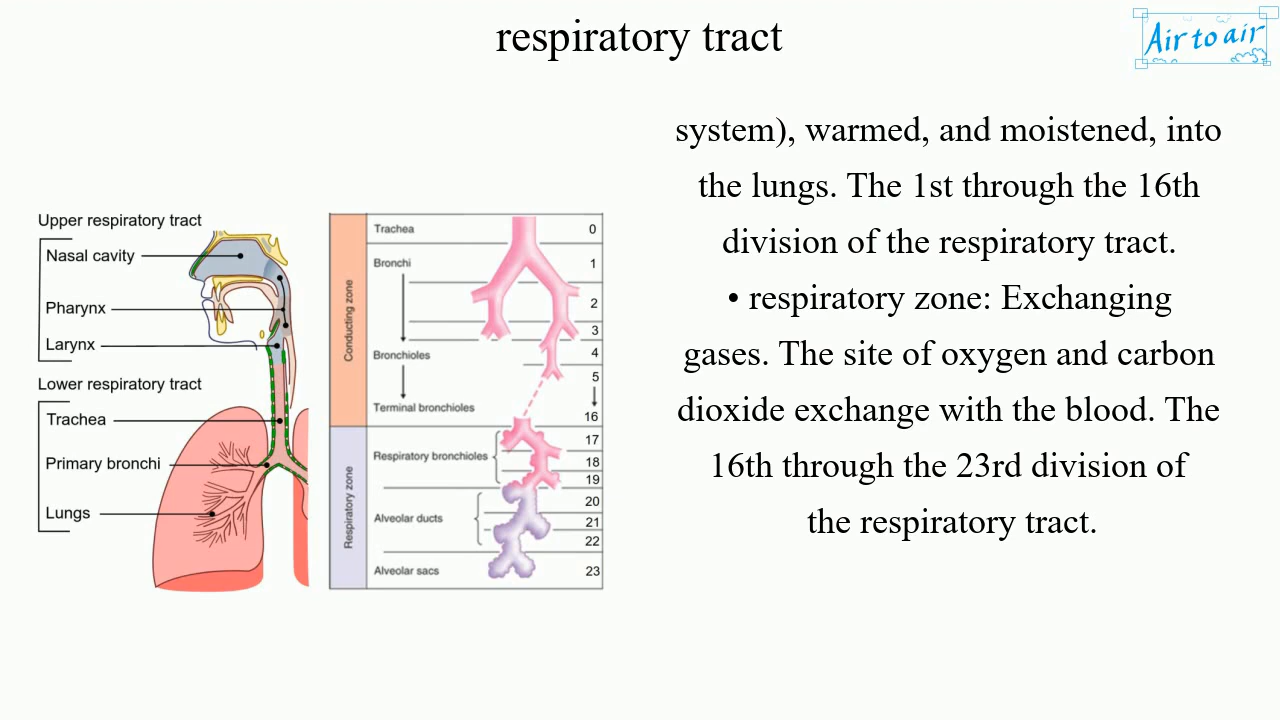 respiratory tract
Air to air
system), warmed, and moistened, into
the lungs. The 1st through the 16th
division of the respiratory tract.
• respiratory zone: Exchanging
gases. The site of oxygen and carbon
dioxide exchange with the blood. The
16th through the 23rd division of
the respiratory tract.
Upper respiratory tract
Nasal cavity
Pharynx
Larynx
Lower respiratory tract
Trachea
Primary bronchi
Lungs
Conducting zone
Respiratory zone
Trachea 0
Bronchi 1
2
3
Bronchioles 4
5
Terminal bronchioles 16
17
Respiratory bronchioles 18
19
20
Alveolar ducts 21
22
Alveolar sacs 23